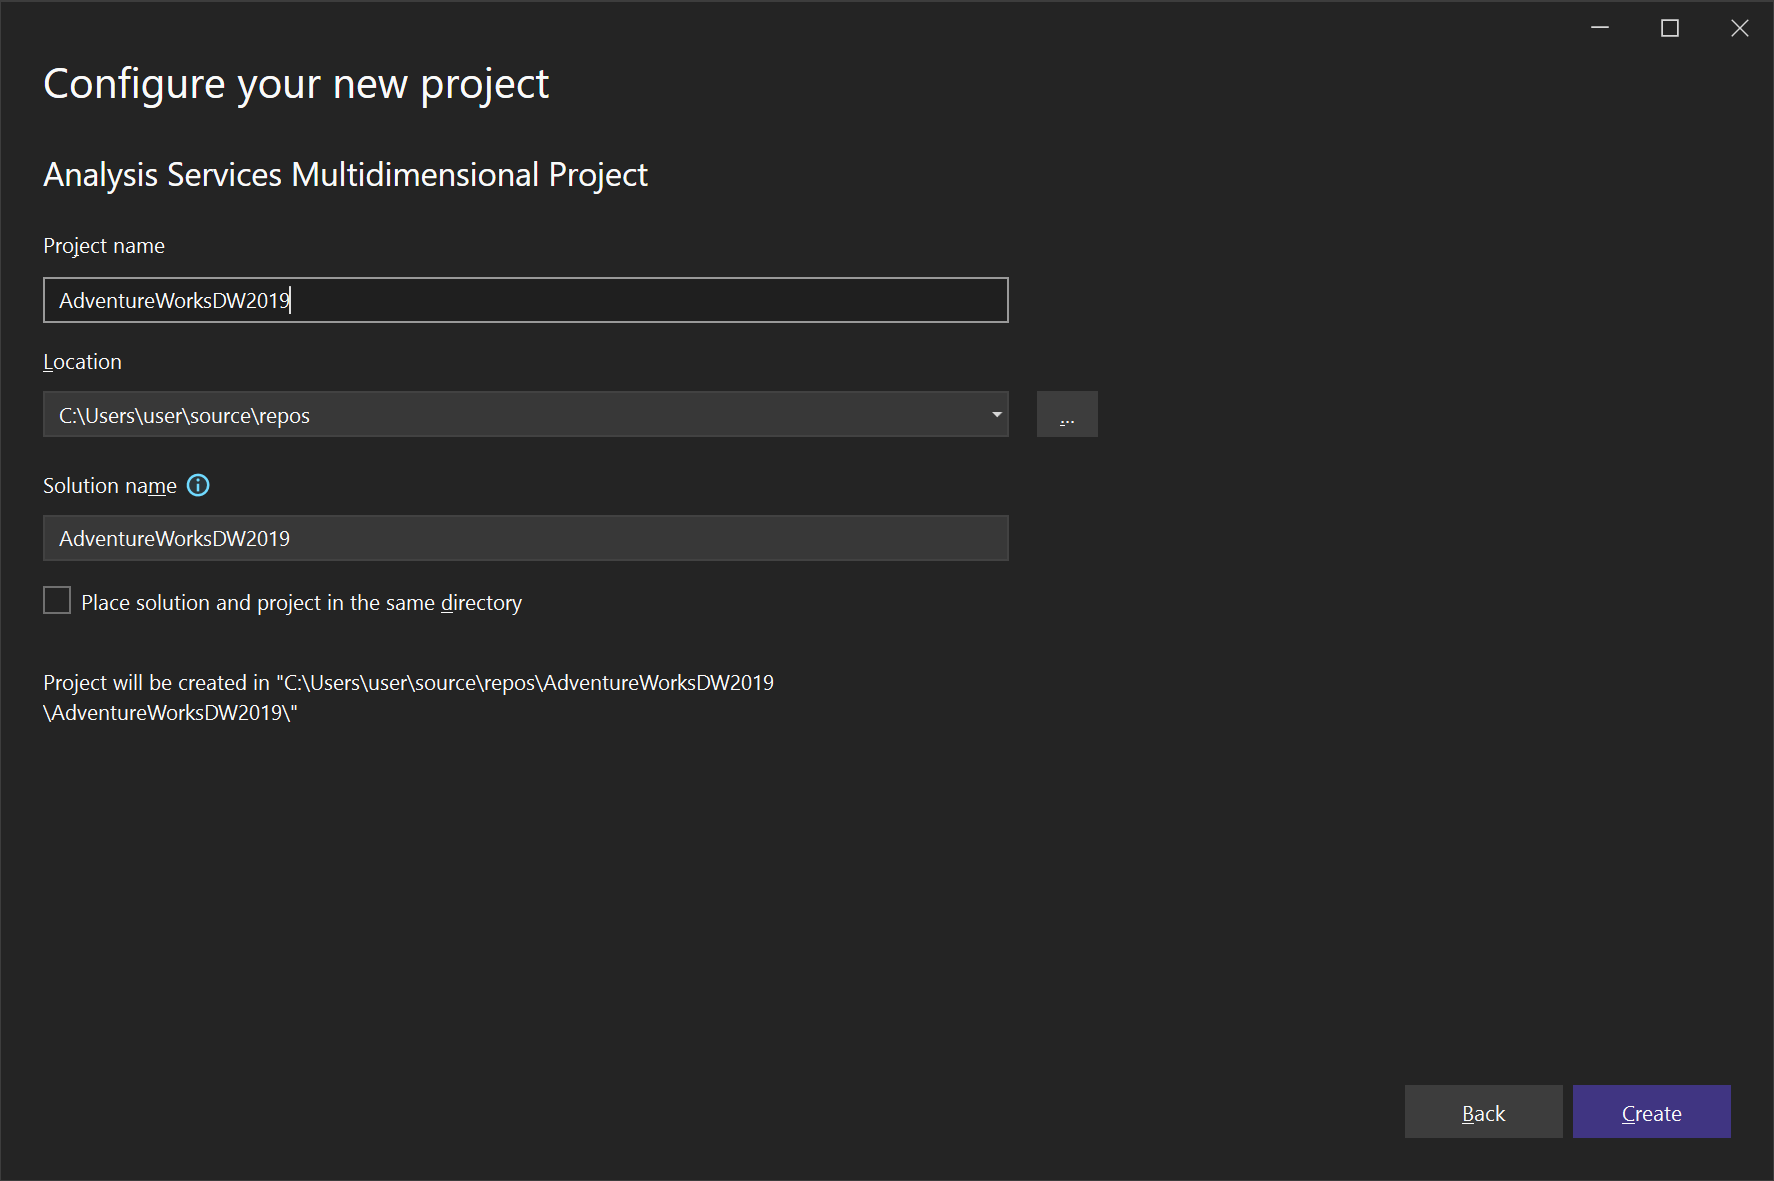 Configure your new project
Analysis Services Multidimensional Project
Project name
AdventureWorksDW2019
Location
C:\Users\user\source\repos
...
Solution name
AdventureWorksDW2019
Place solution and project in the same directory
Project will be created in "C:\Users\user\source\repos\AdventureWorksDW2019
\AdventureWorksDW2019\"
Back
Create